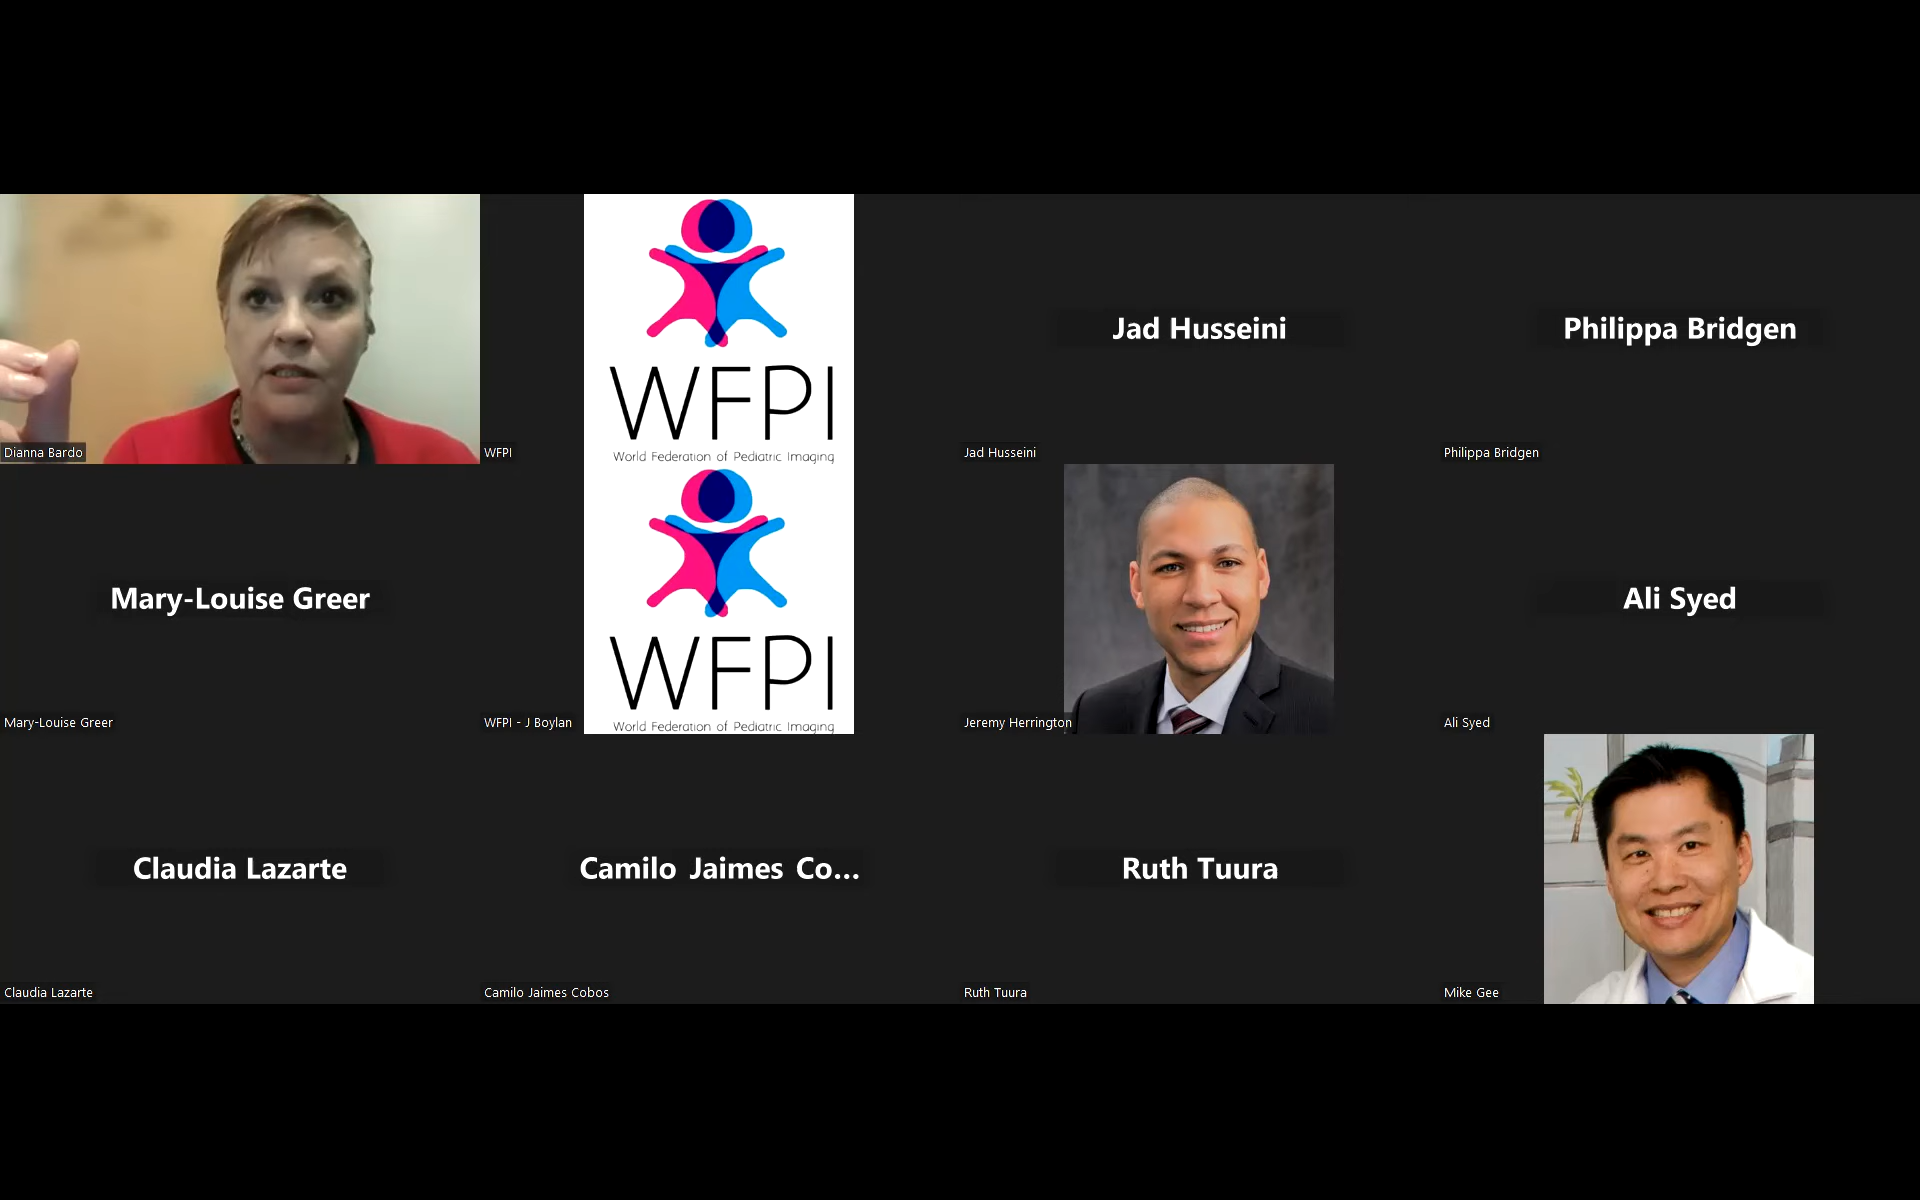 WFPI
World Federation of Pediatric Imaging
Jad Husseini
Philippa Bridgen
Dianna Bardo
WFPI
Jad Husseini
Philippa Bridgen
Mary-Louise Greer
WFPI
World Federation of Pediatric Imaging
Ali Syed
Mary-Louise Greer
WFPI - J Boylan
Jeremy Herrington
Ali Syed
Claudia Lazarte
Camilo Jaimes Co...
Ruth Tuura
Claudia Lazarte
Camilo Jaimes Cobos
Ruth Tuura
Mike Gee